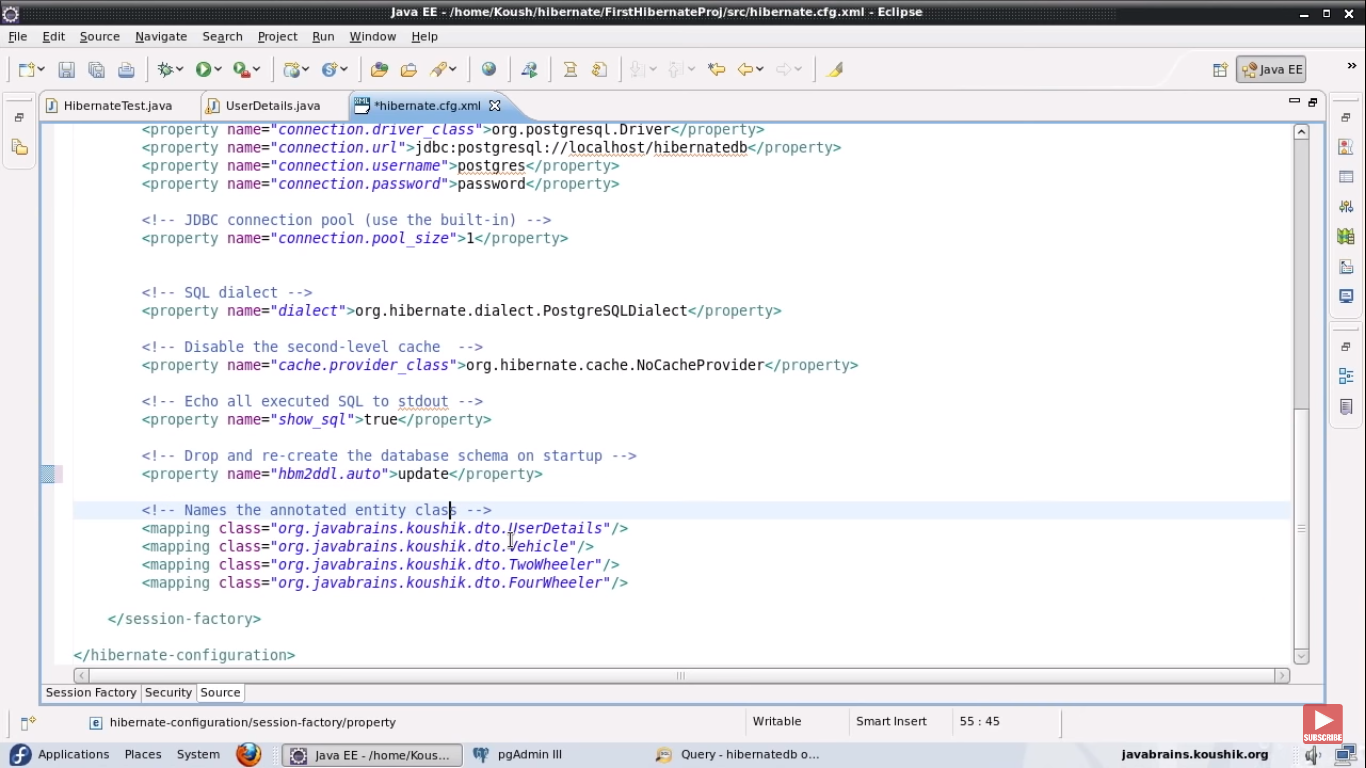 Java EE - /home/Koush/hibernate/FirstHibernateProj/src/hibernate.cfg.xml - Eclipse
File Edit Source Navigate Search Project Run Window Help
Java EE
HibernateTest.java UserDetails.java *hibernate.cfg.xml
<property name="connection.driver_class">org.postgresql.Driver</property>
<property name="connection.url">jdbc:postgresql://localhost/hibernatedb</property>
<property name="connection.username">postgres</property>
<property name="connection.password">password</property>
<!-- JDBC connection pool (use the built-in) -->
<property name="connection.pool_size">1</property>
<!-- SQL dialect -->
<property name="dialect">org.hibernate.dialect.PostgreSQLDialect</property>
<!-- Disable the second-level cache  -->
<property name="cache.provider_class">org.hibernate.cache.NoCacheProvider</property>
<!-- Echo all executed SQL to stdout -->
<property name="show_sql">true</property>
<!-- Drop and re-create the database schema on startup -->
<property name="hbm2ddl.auto">update</property>
<!-- Names the annotated entity class -->
<mapping class="org.javabrains.koushik.dto.UserDetails"/>
<mapping class="org.javabrains.koushik.dto.Vehicle"/>
<mapping class="org.javabrains.koushik.dto.TwoWheeler"/>
<mapping class="org.javabrains.koushik.dto.FourWheeler"/>
</session-factory>
</hibernate-configuration>
Session Factory Security Source
hibernate-configuration/session-factory/property Writable Smart Insert 55 : 45
SUBSCRIBE
Applications Places System Java EE - /home/Kous... pgAdmin III Query - hibernatedb o... javabrains.koushik.org